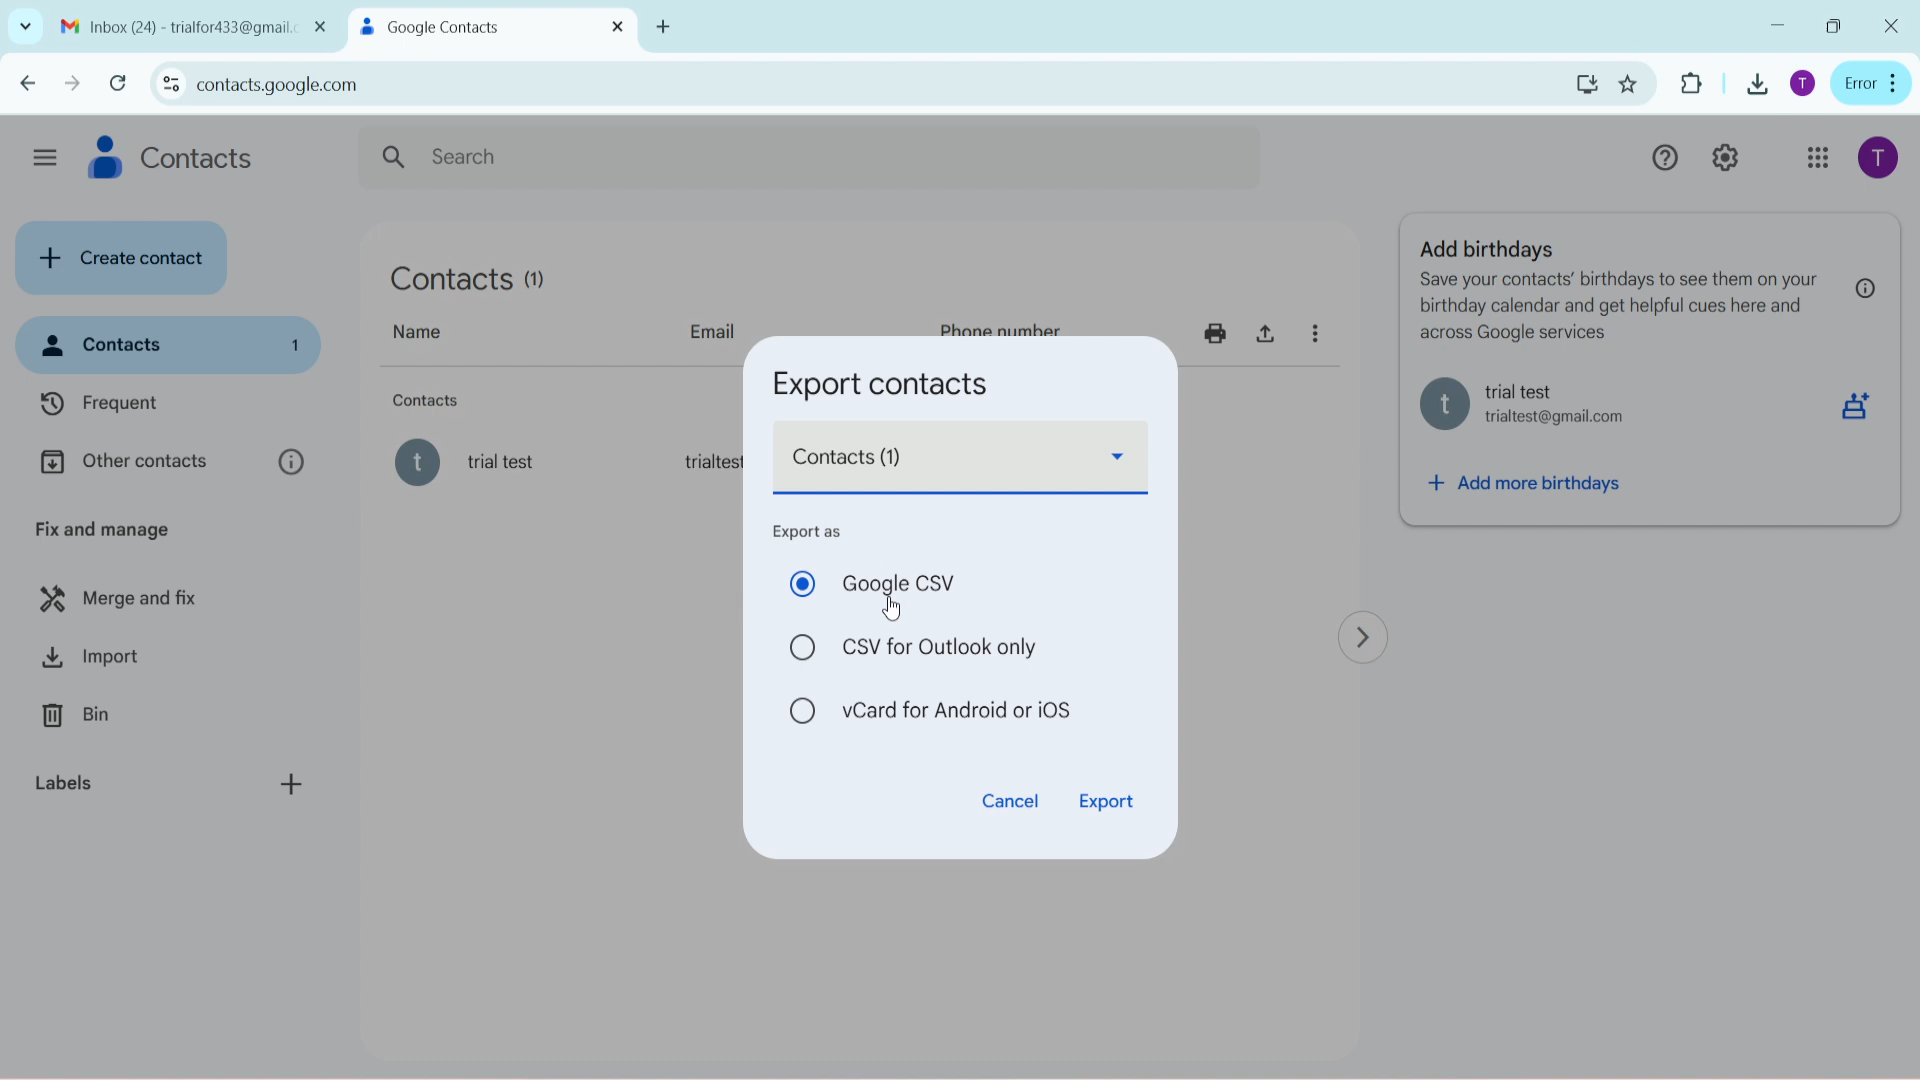 Inbox (24) - trialfor433@gmail.c
Google Contacts
contacts.google.com
T
Error
Contacts
Search
T
Create contact
Contacts 1
Frequent
Other contacts
Fix and manage
Merge and fix
Import
Bin
Labels
Contacts (1)
Name Email Phone number
Contacts
t trial test trialtest
Export contacts
Contacts (1)
Export as
Google CSV
CSV for Outlook only
vCard for Android or iOS
Cancel Export
Add birthdays
Save your contacts' birthdays to see them on your
birthday calendar and get helpful cues here and
across Google services
t trial test
trialtest@gmail.com
Add more birthdays